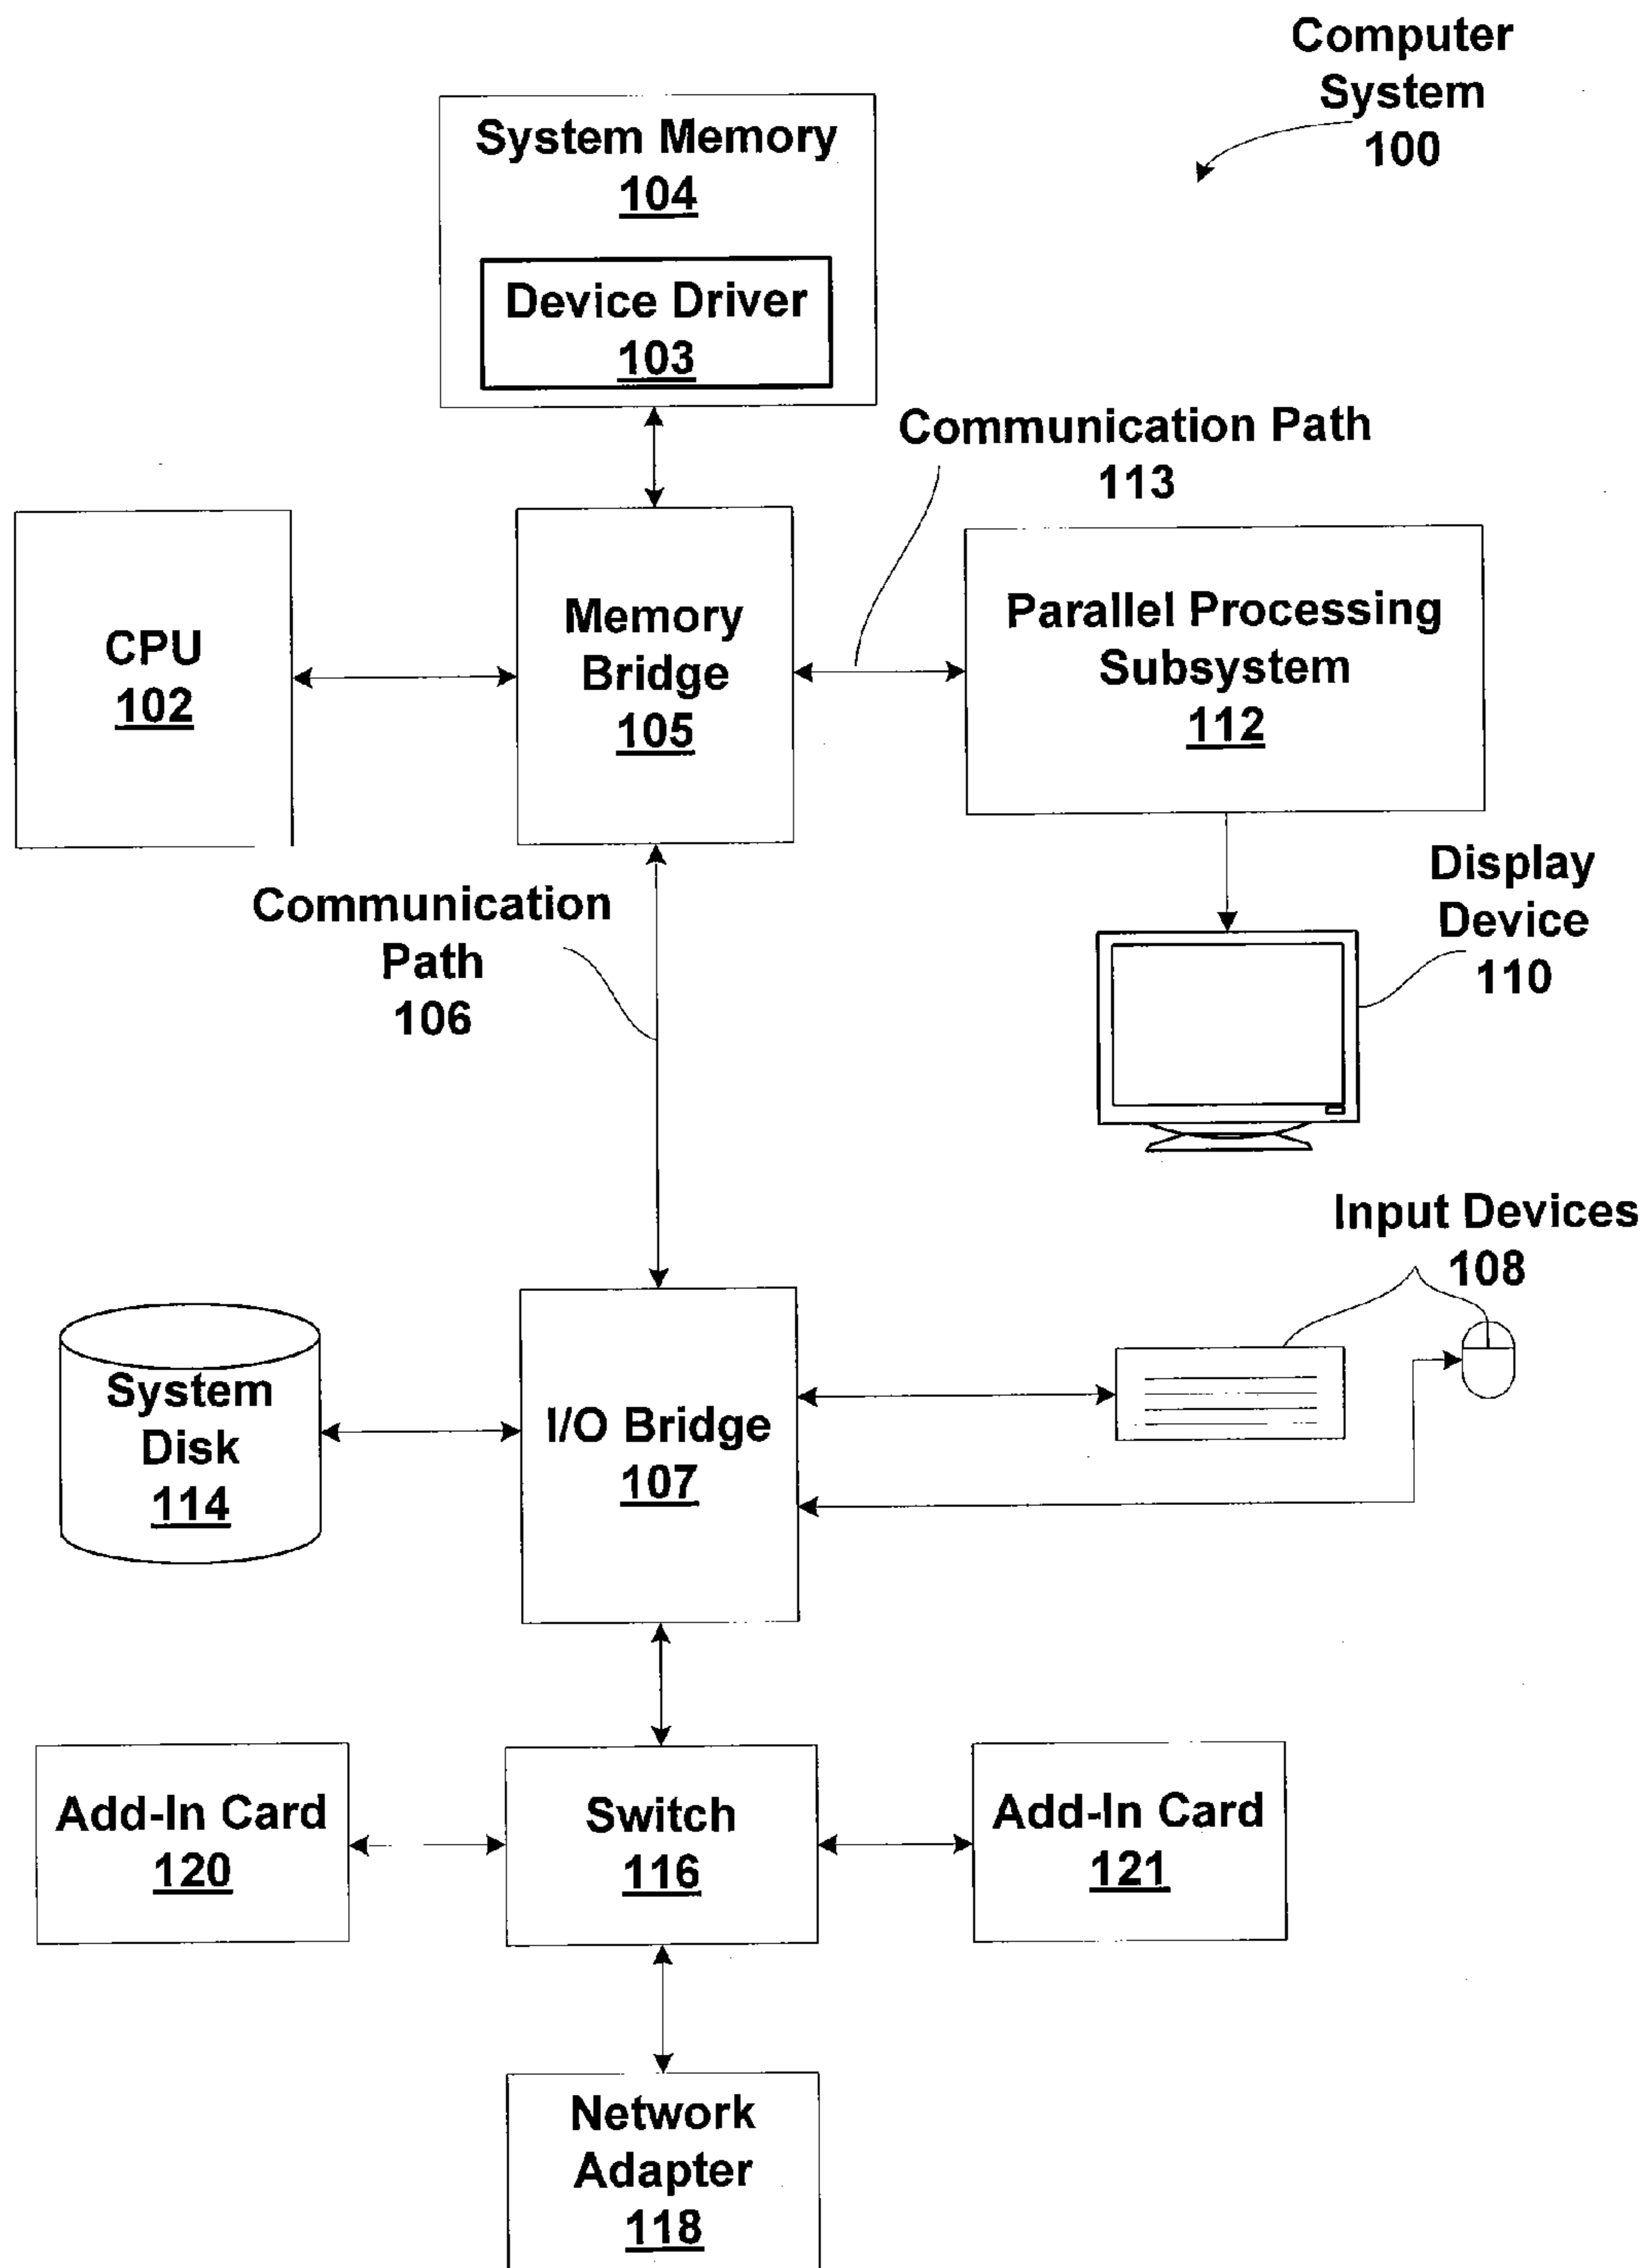 Computer
System
100
System Memory
104
Device Driver
103
Communication Path
113
CPU
102
Memory
Bridge
105
Parallel Processing
Subsystem
112
Communication
Path
106
Display
Device
110
Input Devices
108
System
Disk
114
I/O Bridge
107
Add-In Card
120
Switch
116
Add-In Card
121
Network
Adapter
118